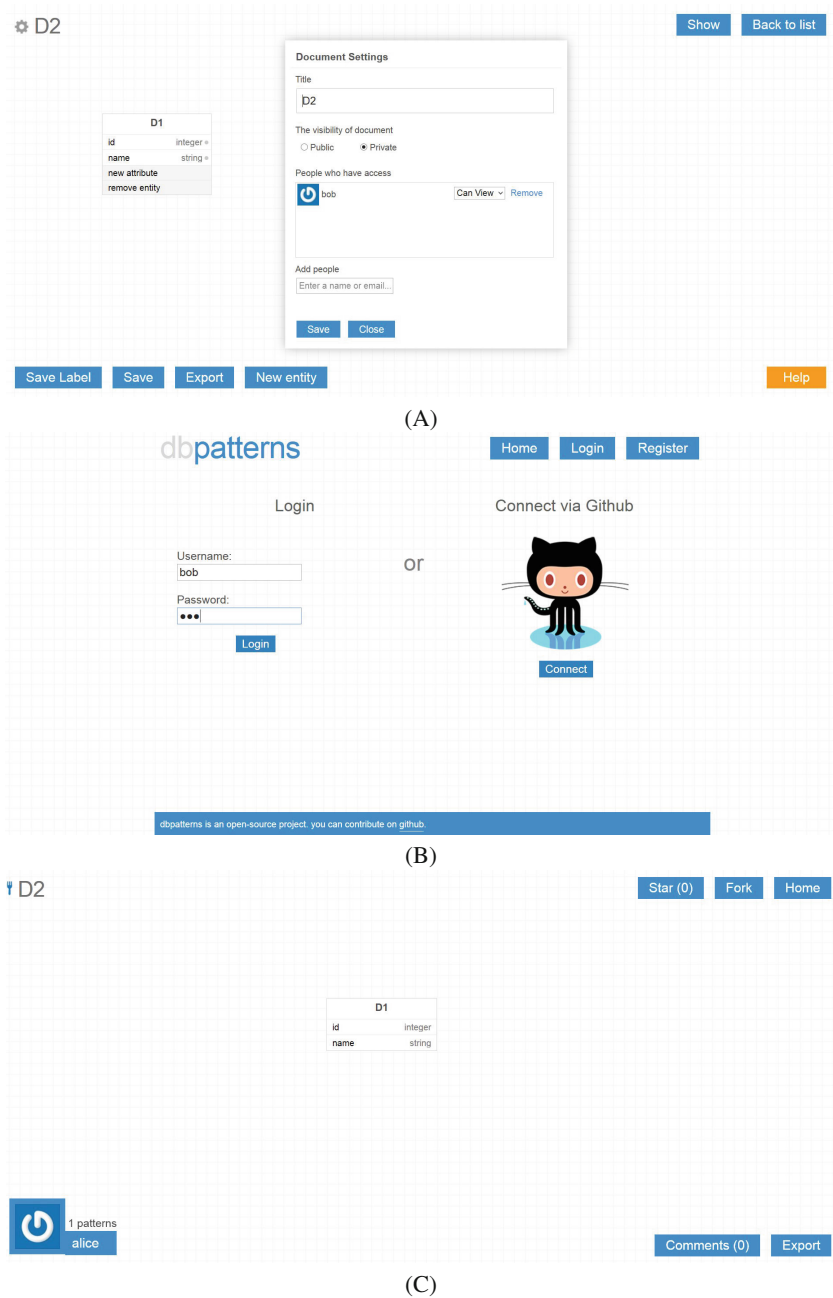 D2
Show Back to list
Document Settings
Title
D2
D1
The visibility of document
id integer
Public Private
name string
new attribute
People who have access
remove entity
bob Can View Remove
Add people
Enter a name or email...
Save Close
Save Label Save Export New entity Help
(A)
dbpatterns Home Login Register
Login Connect via Github
Username:
bob
or
Password:
Login
Connect
dbpatterns is an open-source project. you can contribute on github.
(B)
D2 Star (0) Fork Home
D1
id integer
name string
1 patterns
alice Comments (0) Export
(C)